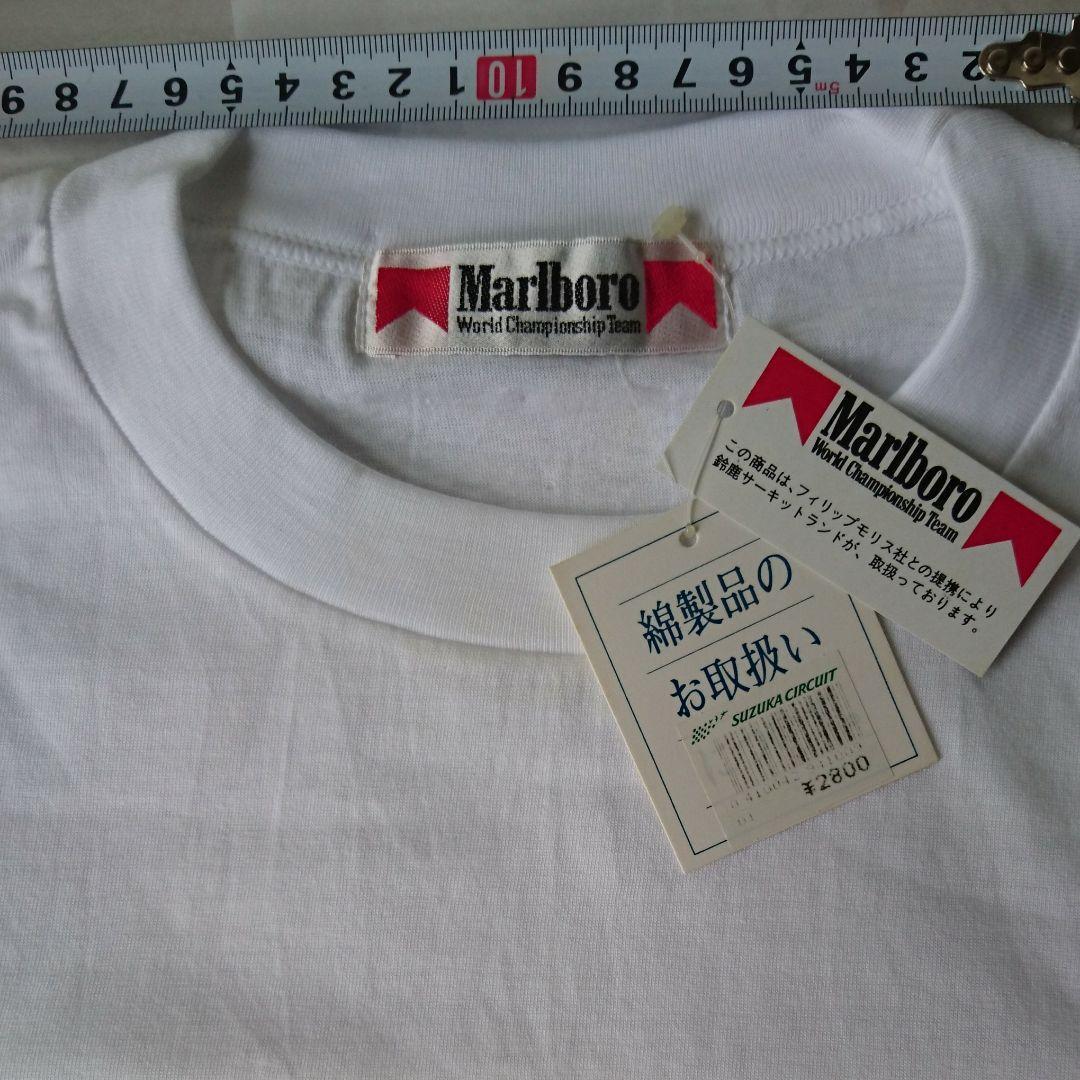 9 8 7 6 5 4 3 2 1 10 9 8 7 6 5 4 3 2
5m
Marlboro
World Championship Team
Marlboro
World Championship Team
この商品は、フィリップモリス社との提携により
鈴鹿サーキットランドが、取扱っております。
綿製品の
お取扱い
SUZUKA CIRCUIT
¥2800
01